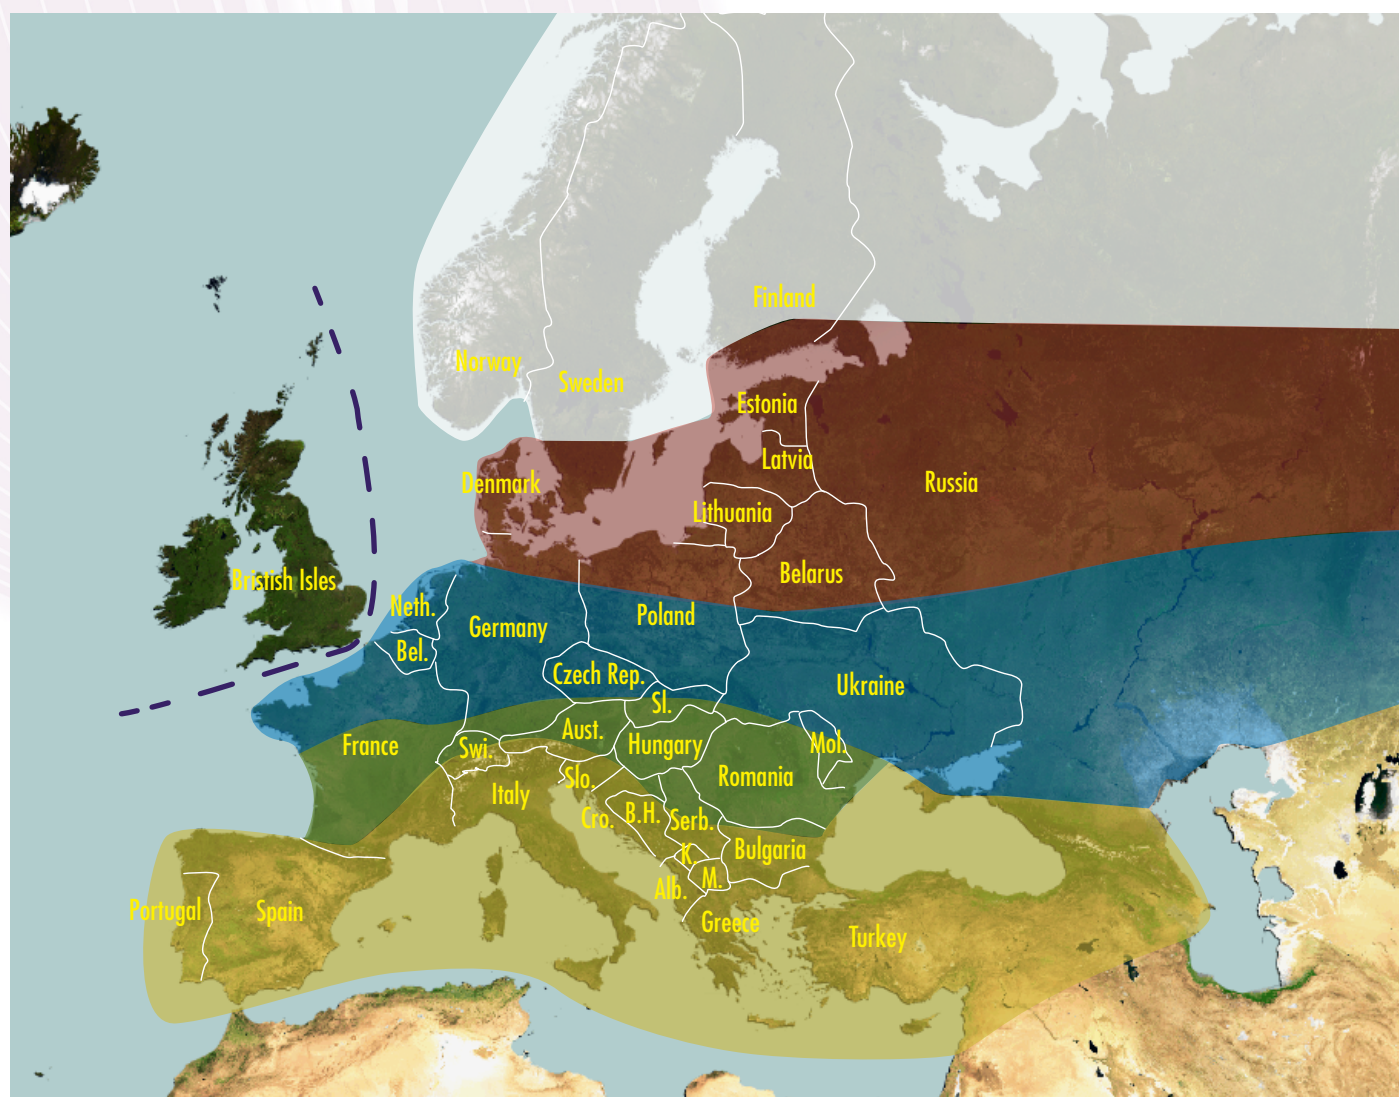 Finland
Norway
Sweden
Estonia
Latvia
Denmark
Russia
Lithuania
Belarus
Bristish Isles
Neth.
Germany
Poland
Bel.
Czech Rep.
Ukraine
Sl.
Aust.
France
Swi.
Hungary
Mol.
Slo.
Romania
Italy
B.H.
Cro.
Serb.
K.
Bulgaria
M.
Alb.
Portugal
Spain
Greece
Turkey